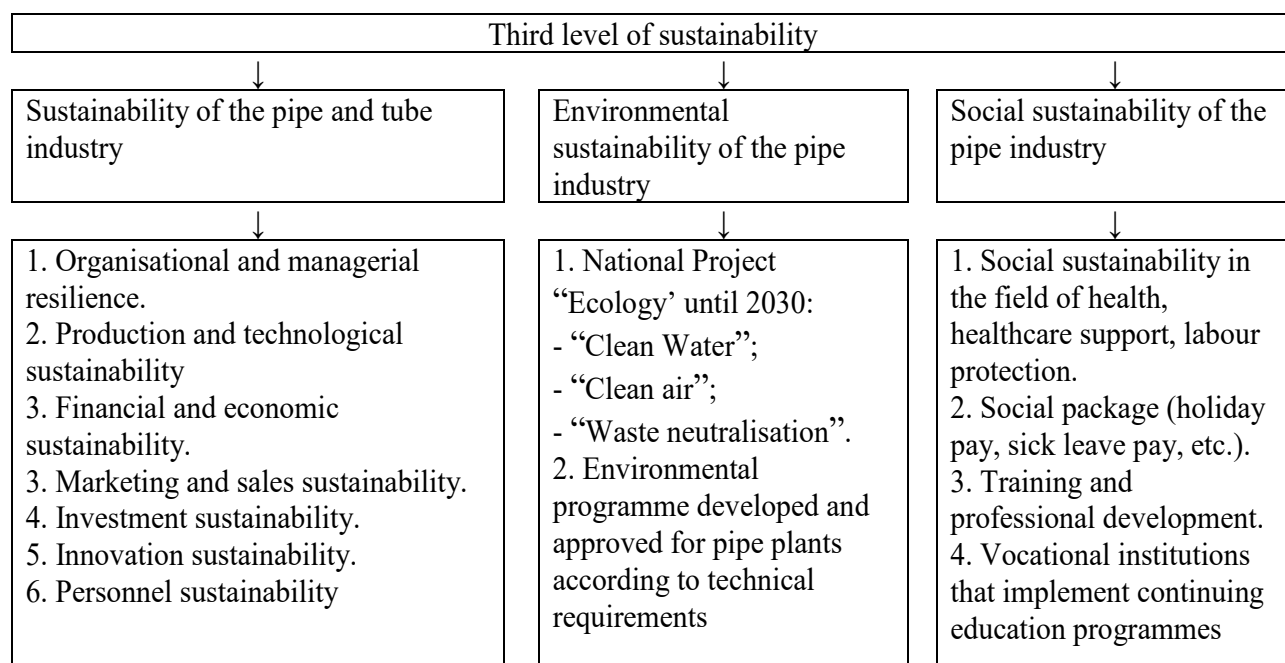 Third level of sustainability
↓
↓
↓
Sustainability of the pipe and tube
industry
Environmental
sustainability of the pipe
industry
Social sustainability of the
pipe industry
↓
↓
↓
1. Organisational and managerial
resilience.
2. Production and technological
sustainability
3. Financial and economic
sustainability.
3. Marketing and sales sustainability.
4. Investment sustainability.
5. Innovation sustainability.
6. Personnel sustainability
1. National Project
“Ecology’ until 2030:
- “Clean Water”;
- “Clean air”;
- “Waste neutralisation”.
2. Environmental
programme developed and
approved for pipe plants
according to technical
requirements
1. Social sustainability in
the field of health,
healthcare support, labour
protection.
2. Social package (holiday
pay, sick leave pay, etc.).
3. Training and
professional development.
4. Vocational institutions
that implement continuing
education programmes